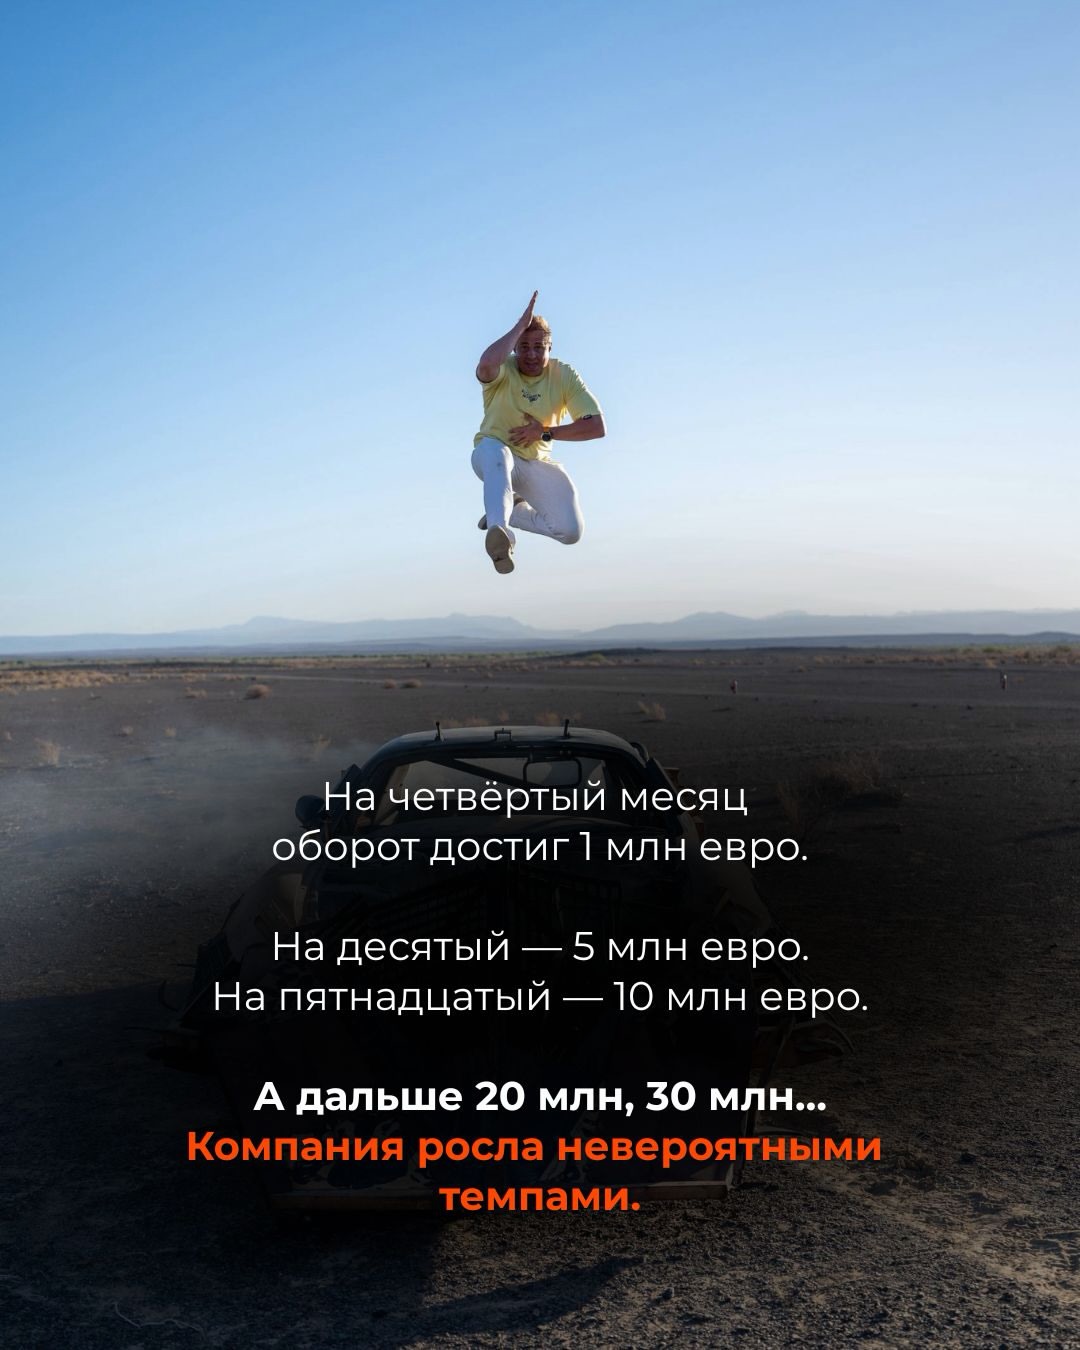 На четвёртый месяц
оборот достиг 1 млн евро.
На десятый — 5 млн евро.
На пятнадцатый — 10 млн евро.
А дальше 20 млн, 30 млн...
Компания росла невероятными
темпами.